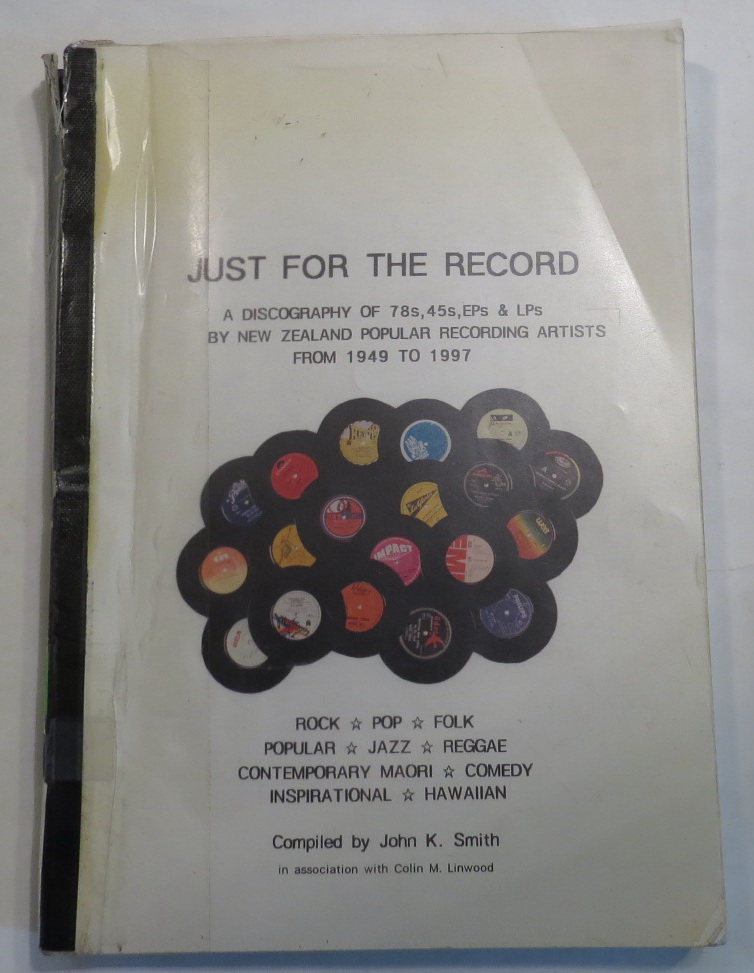 JUST FOR THE RECORD
A DISCOGRAPHY OF 78s,45s,EPs & LPs
BY NEW ZEALAND POPULAR RECORDING ARTISTS
FROM 1949 TO 1997
IMPACT
EMI
ROCK ☆ POP ☆ FOLK
POPULAR ☆ JAZZ ☆ REGGAE
CONTEMPORARY MAORI ☆ COMEDY
INSPIRATIONAL ☆ HAWAIIAN
Compiled by John K. Smith
in association with Colin M. Linwood